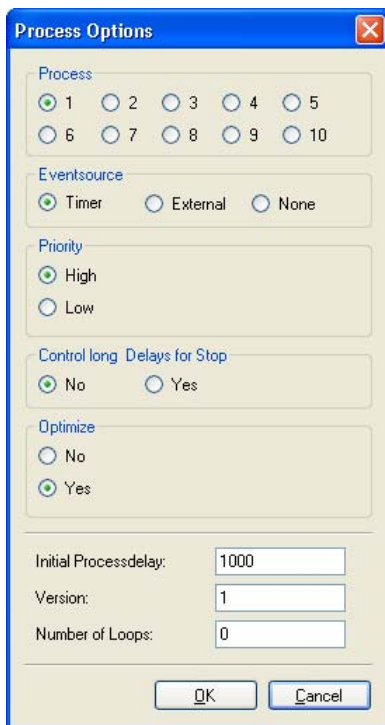 Process Options
Process
1 2 3 4 5
6 7 8 9 10
Eventsource
Timer External None
Priority
High
Low
Control long Delays for Stop
No Yes
Optimize
No
Yes
Initial Processdelay: 1000
Version: 1
Number of Loops: 0
OK Cancel